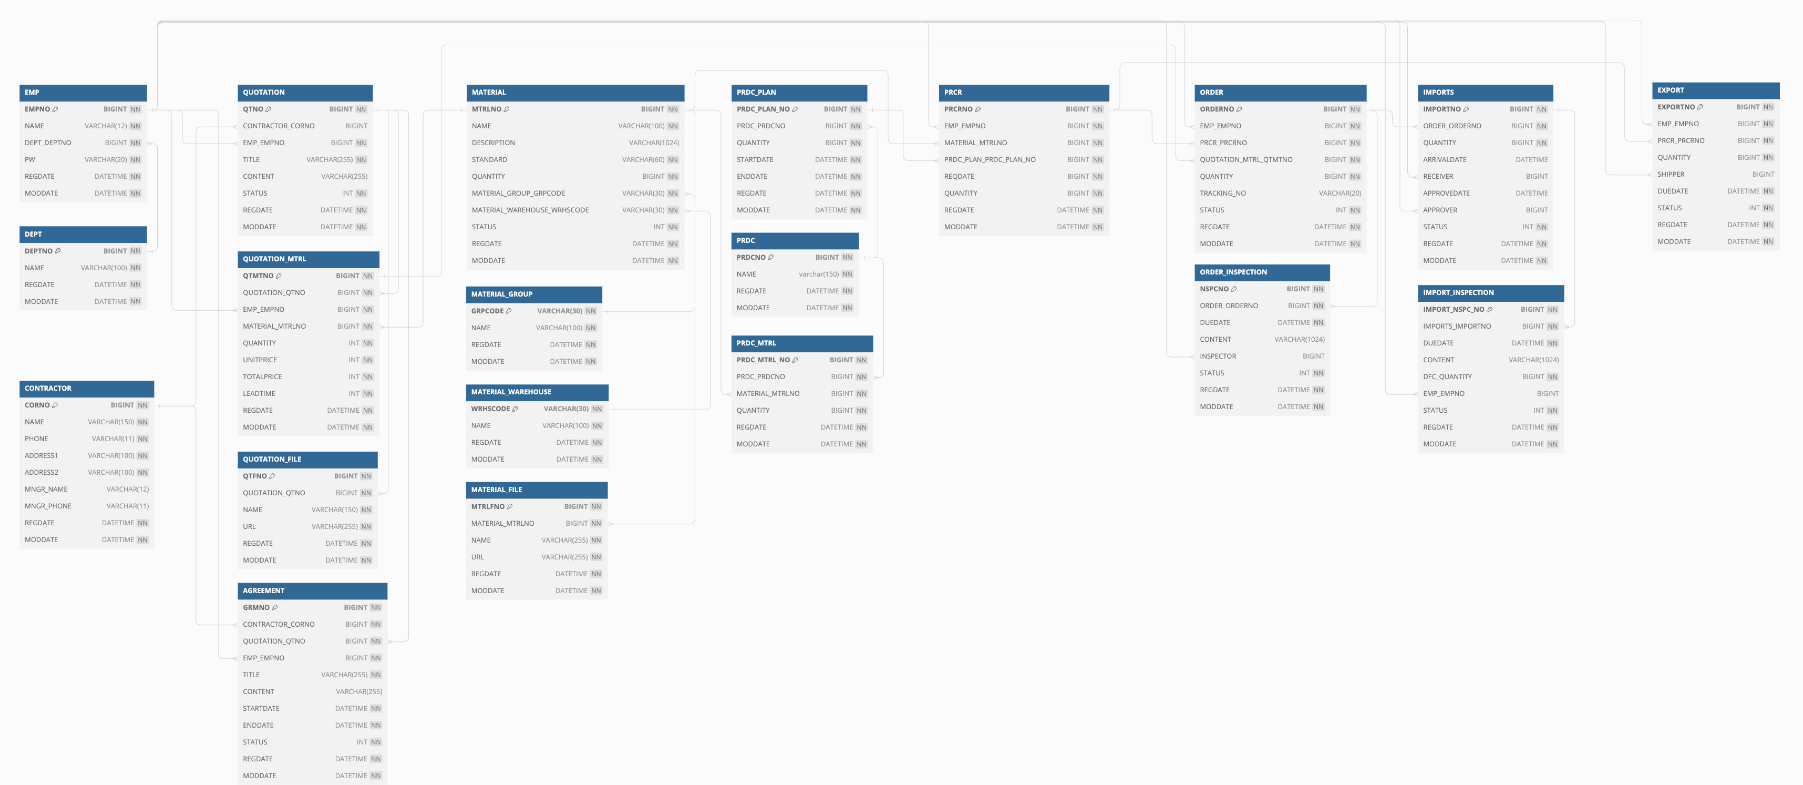 EMP
EMPNO BIGINT NN
NAME VARCHAR(12) NN
DEPT_DEPTNO BIGINT NN
PW VARCHAR(20) NN
REGDATE DATETIME NN
MODDATE DATETIME NN
DEPT
DEPTNO BIGINT NN
NAME VARCHAR(100) NN
REGDATE DATETIME NN
MODDATE DATETIME NN
CONTRACTOR
CORNO BIGINT NN
NAME VARCHAR(150) NN
PHONE VARCHAR(11) NN
ADDRESS1 VARCHAR(100) NN
ADDRESS2 VARCHAR(100) NN
MNGR_NAME VARCHAR(12)
MNGR_PHONE VARCHAR(11)
REGDATE DATETIME NN
MODDATE DATETIME NN
QUOTATION
QTNO BIGINT NN
CONTRACTOR_CORNO BIGINT
EMP_EMPNO BIGINT NN
TITLE VARCHAR(255) NN
CONTENT VARCHAR(255)
STATUS INT NN
REGDATE DATETIME NN
MODDATE DATETIME NN
QUOTATION_MTRL
QTMTNO BIGINT NN
QUOTATION_QTNO BIGINT NN
EMP_EMPNO BIGINT NN
MATERIAL_MTRLNO BIGINT NN
QUANTITY INT NN
UNITPRICE INT NN
TOTALPRICE INT NN
LEADTIME INT NN
REGDATE DATETIME NN
MODDATE DATETIME NN
QUOTATION_FILE
QTFNO BIGINT NN
QUOTATION_QTNO BIGINT NN
NAME VARCHAR(150) NN
URL VARCHAR(255) NN
REGDATE DATETIME NN
MODDATE DATETIME NN
AGREEMENT
GRMNO BIGINT NN
CONTRACTOR_CORNO BIGINT NN
QUOTATION_QTNO BIGINT NN
EMP_EMPNO BIGINT NN
TITLE VARCHAR(255) NN
CONTENT VARCHAR(255)
STARTDATE DATETIME NN
ENDDATE DATETIME NN
STATUS INT NN
REGDATE DATETIME NN
MODDATE DATETIME NN
MATERIAL
MTRLNO BIGINT NN
NAME VARCHAR(100) NN
DESCRIPTION VARCHAR(1024) NN
STANDARD VARCHAR(60) NN
QUANTITY BIGINT NN
MATERIAL_GROUP_GRPCODE VARCHAR(30) NN
MATERIAL_WAREHOUSE_WRHSCODE VARCHAR(30) NN
STATUS INT NN
REGDATE DATETIME NN
MODDATE DATETIME NN
MATERIAL_GROUP
GRPCODE VARCHAR(30) NN
NAME VARCHAR(100) NN
REGDATE DATETIME NN
MODDATE DATETIME NN
MATERIAL_WAREHOUSE
WRHSCODE VARCHAR(30) NN
NAME VARCHAR(100) NN
REGDATE DATETIME NN
MODDATE DATETIME NN
MATERIAL_FILE
MTRLFNO BIGINT NN
MATERIAL_MTRLNO BIGINT NN
NAME VARCHAR(255) NN
URL VARCHAR(255) NN
REGDATE DATETIME NN
MODDATE DATETIME NN
PRDC_PLAN
PRDC_PLAN_NO BIGINT NN
PRDC_PRDCNO BIGINT NN
QUANTITY BIGINT NN
STARTDATE DATETIME NN
ENDDATE DATETIME NN
REGDATE DATETIME NN
MODDATE DATETIME NN
PRDC
PRDCNO BIGINT NN
NAME varchar(150) NN
REGDATE DATETIME NN
MODDATE DATETIME NN
PRDC_MTRL
PRDC_MTRL_NO BIGINT NN
PRDC_PRDCNO BIGINT NN
MATERIAL_MTRLNO BIGINT NN
QUANTITY BIGINT NN
REGDATE DATETIME NN
MODDATE DATETIME NN
PRCR
PRCRNO BIGINT NN
EMP_EMPNO BIGINT NN
MATERIAL_MTRLNO BIGINT NN
PRDC_PLAN_PRDC_PLAN_NO BIGINT NN
REQDATE BIGINT NN
QUANTITY BIGINT NN
REGDATE DATETIME NN
MODDATE DATETIME NN
ORDER
ORDERNO BIGINT NN
EMP_EMPNO BIGINT NN
PRCR_PRCRNO BIGINT NN
QUOTATION_MTRL_QTMTNO BIGINT NN
QUANTITY BIGINT NN
TRACKING_NO VARCHAR(20)
STATUS INT NN
REGDATE DATETIME NN
MODDATE DATETIME NN
ORDER_INSPECTION
NSPCNO BIGINT NN
ORDER_ORDERNO BIGINT NN
DUEDATE DATETIME NN
CONTENT VARCHAR(1024)
INSPECTOR BIGINT
STATUS INT NN
REGDATE DATETIME NN
MODDATE DATETIME NN
IMPORTS
IMPORTNO BIGINT NN
ORDER_ORDERNO BIGINT NN
QUANTITY BIGINT NN
ARRIVALDATE DATETIME
RECEIVER BIGINT
APPROVEDATE DATETIME
APPROVER BIGINT
STATUS INT NN
REGDATE DATETIME NN
MODDATE DATETIME NN
IMPORT_INSPECTION
IMPORT_NSPC_NO BIGINT NN
IMPORTS_IMPORTNO BIGINT NN
DUEDATE DATETIME NN
CONTENT VARCHAR(1024)
DFC_QUANTITY BIGINT NN
EMP_EMPNO BIGINT
STATUS INT NN
REGDATE DATETIME NN
MODDATE DATETIME NN
EXPORT
EXPORTNO BIGINT NN
EMP_EMPNO BIGINT NN
PRCR_PRCRNO BIGINT NN
QUANTITY BIGINT NN
SHIPPER BIGINT
DUEDATE DATETIME NN
STATUS INT NN
REGDATE DATETIME NN
MODDATE DATETIME NN